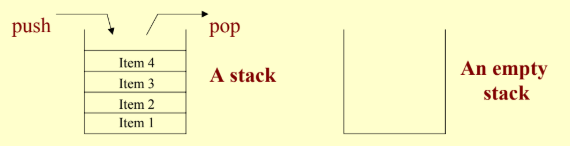 push
pop
Item 4
Item 3
Item 2
Item 1
A stack
An empty
stack